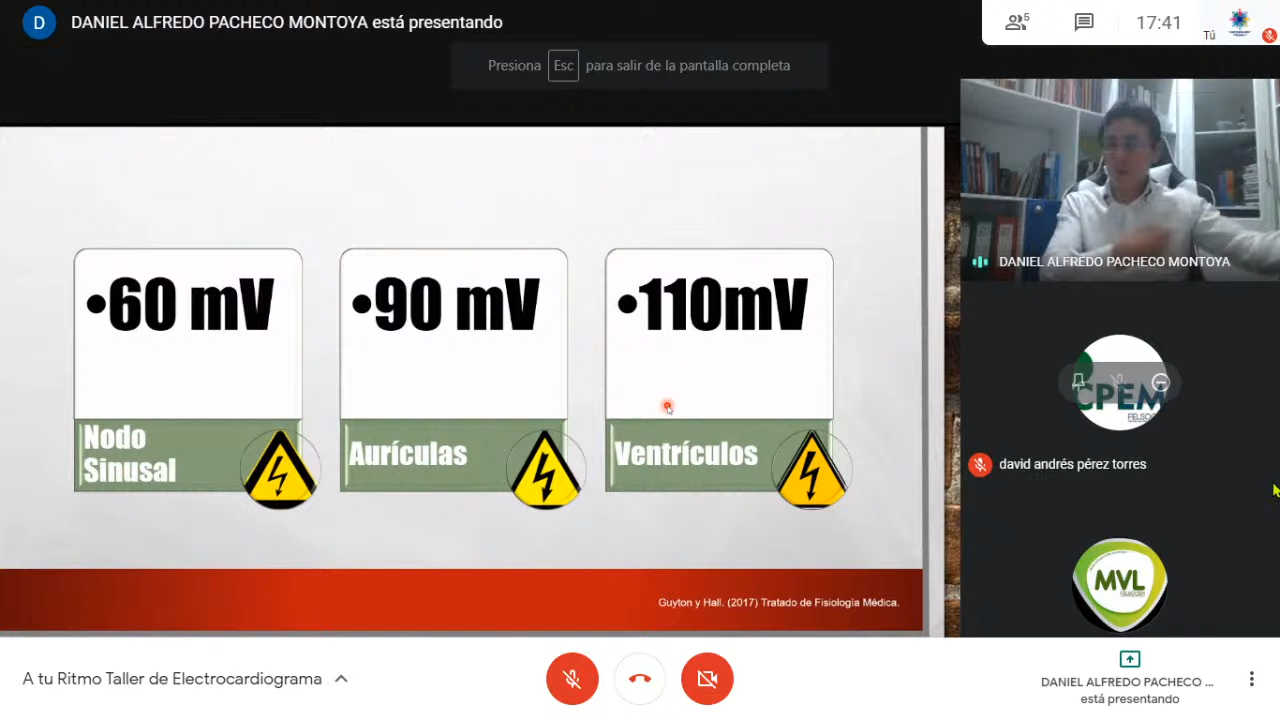 D DANIEL ALFREDO PACHECO MONTOYA está presentando
5
17:41
Tú
Presiona Esc para salir de la pantalla completa
•60 mV
•90 mV
•110mV
Nodo
Sinusal
Aurículas
Ventrículos
Guyton y Hall. (2017) Tratado de Fisiología Médica.
DANIEL ALFREDO PACHECO MONTOYA
CPEM
david andrés pérez torres
MVL
A tu Ritmo Taller de Electrocardiograma
DANIEL ALFREDO PACHECO ...
está presentando